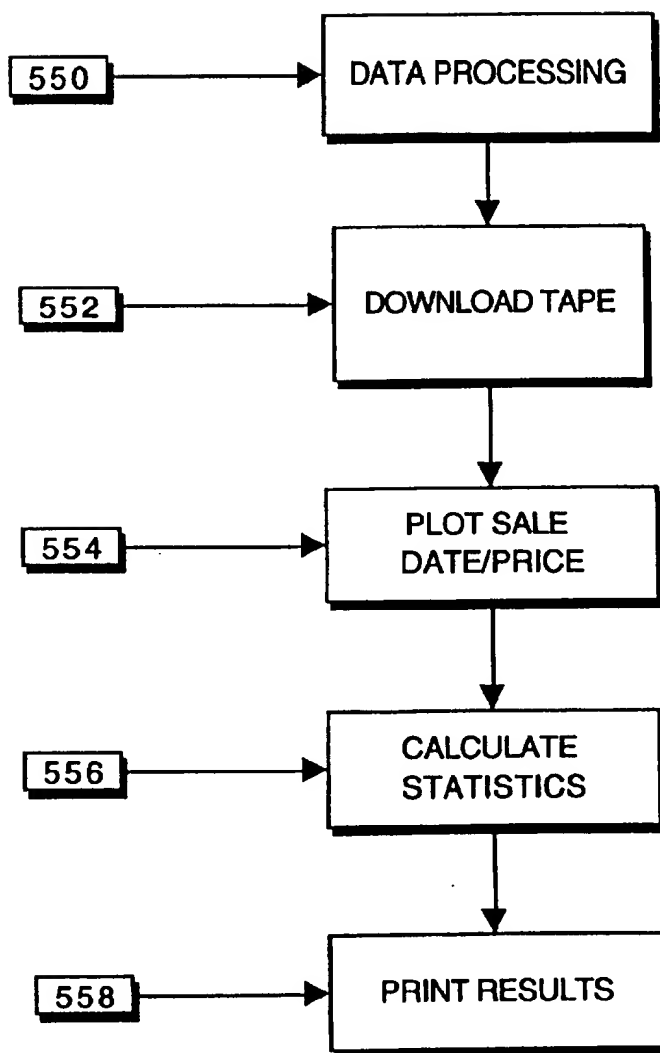 550
DATA PROCESSING
552
DOWNLOAD TAPE
554
PLOT SALE
DATE/PRICE
556
CALCULATE
STATISTICS
558
PRINT RESULTS